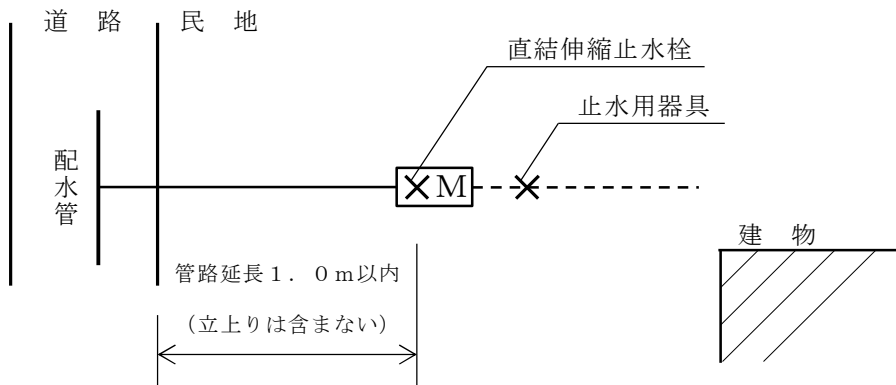 道 路
民 地
直結伸縮止水栓
止水用器具
配水管
M
建 物
管路延長1．0m以内
(立上りは含まない)